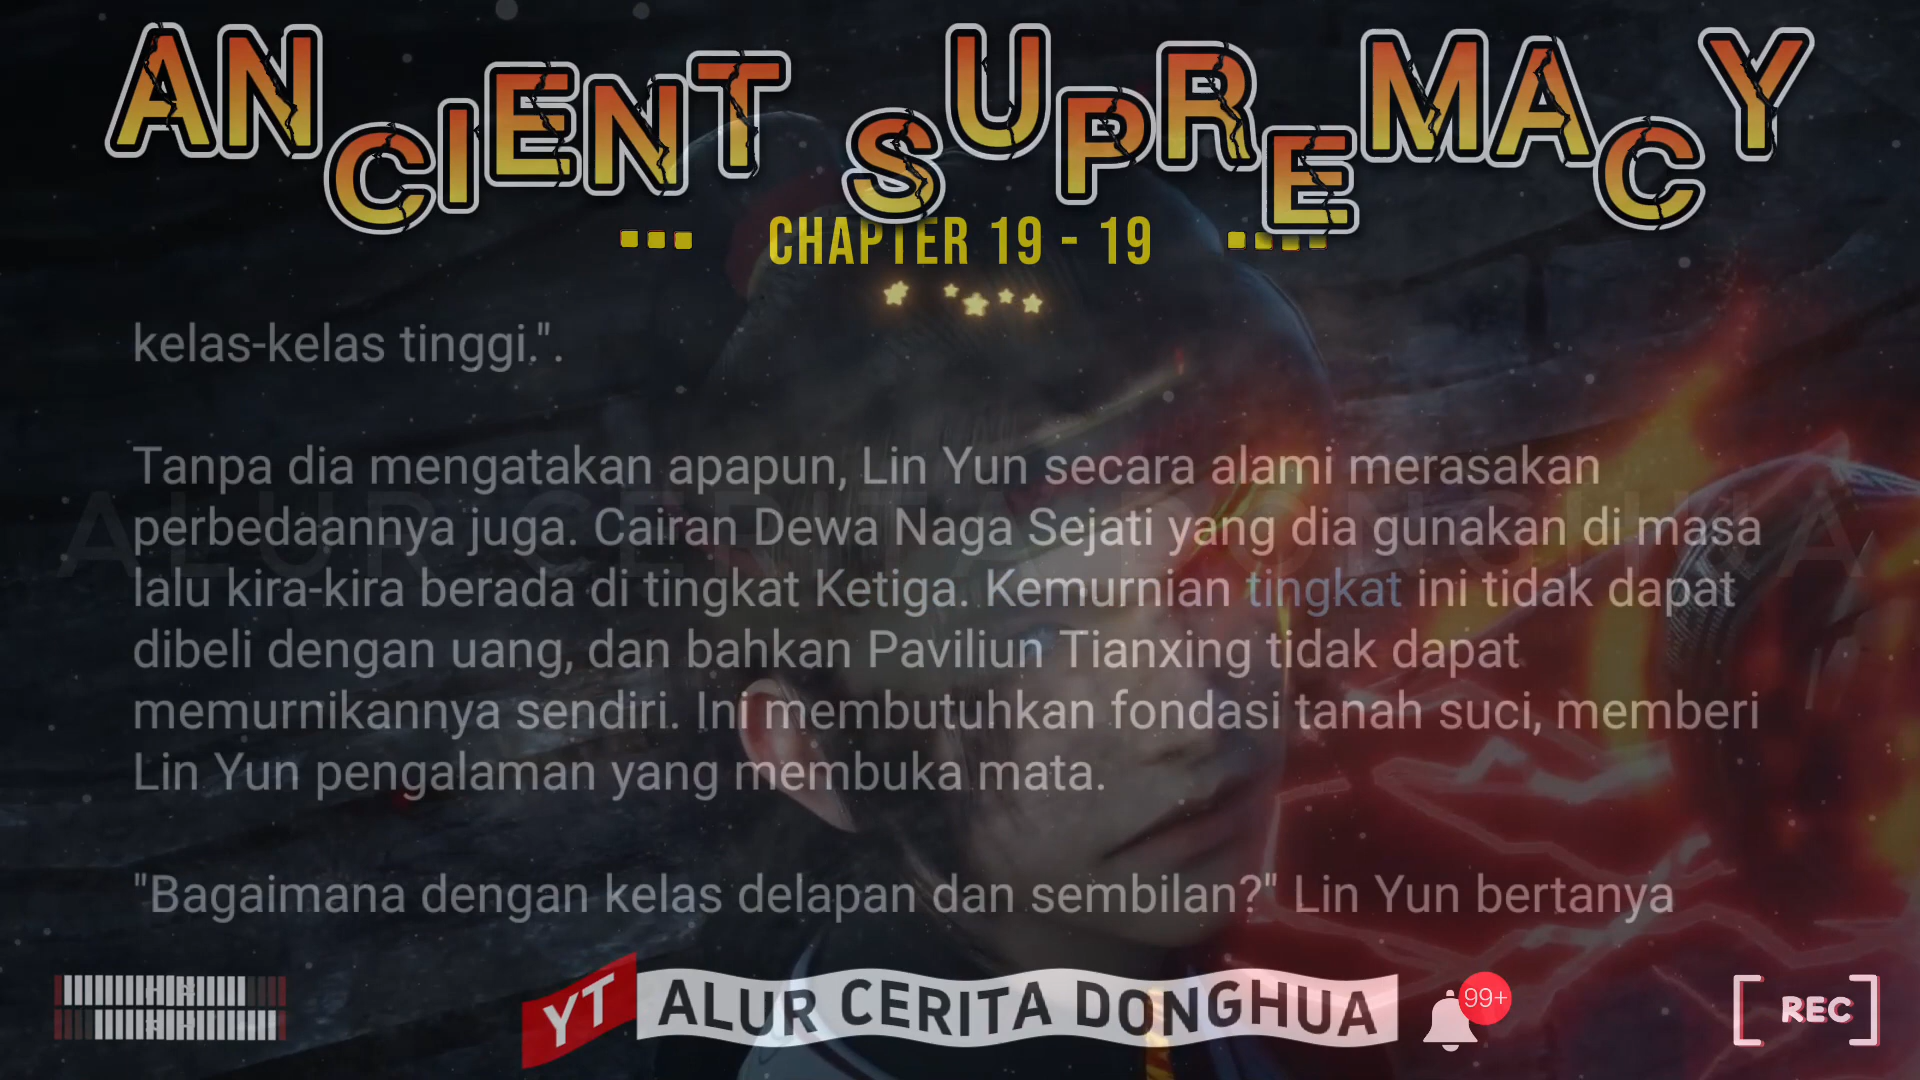 ANCIENT SUPREMACY
CHAPTER 19 - 19
kelas-kelas tinggi.".
Tanpa dia mengatakan apapun, Lin Yun secara alami merasakan
perbedaannya juga. Cairan Dewa Naga Sejati yang dia gunakan di masa
lalu kira-kira berada di tingkat Ketiga. Kemurnian tingkat ini tidak dapat
dibeli dengan uang, dan bahkan Paviliun Tianxing tidak dapat
memurnikannya sendiri. Ini membutuhkan fondasi tanah suci, memberi
Lin Yun pengalaman yang membuka mata.
"Bagaimana dengan kelas delapan dan sembilan?" Lin Yun bertanya
ALUR CERITA DONGHUA
YT ALUR CERITA DONGHUA
99+
REC